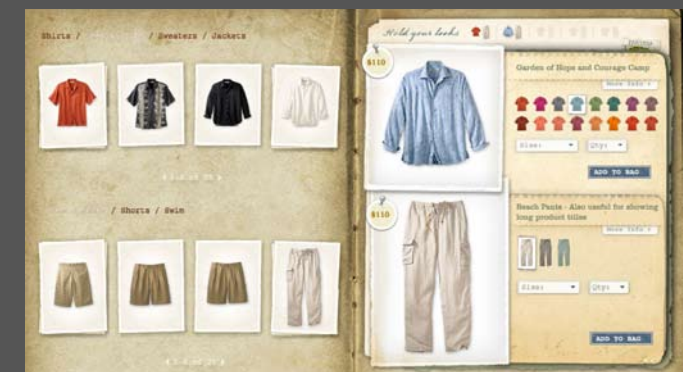 Shirts / / Sweaters / Jackets
/ Shorts / Swim
Hold your looks
$110
Garden of Hope and Courage Camp
More Info
Size: Qty:
ADD TO BAG
$110
Beach Pants - Also useful for showing
long product titles
More Info
Size: Qty:
ADD TO BAG